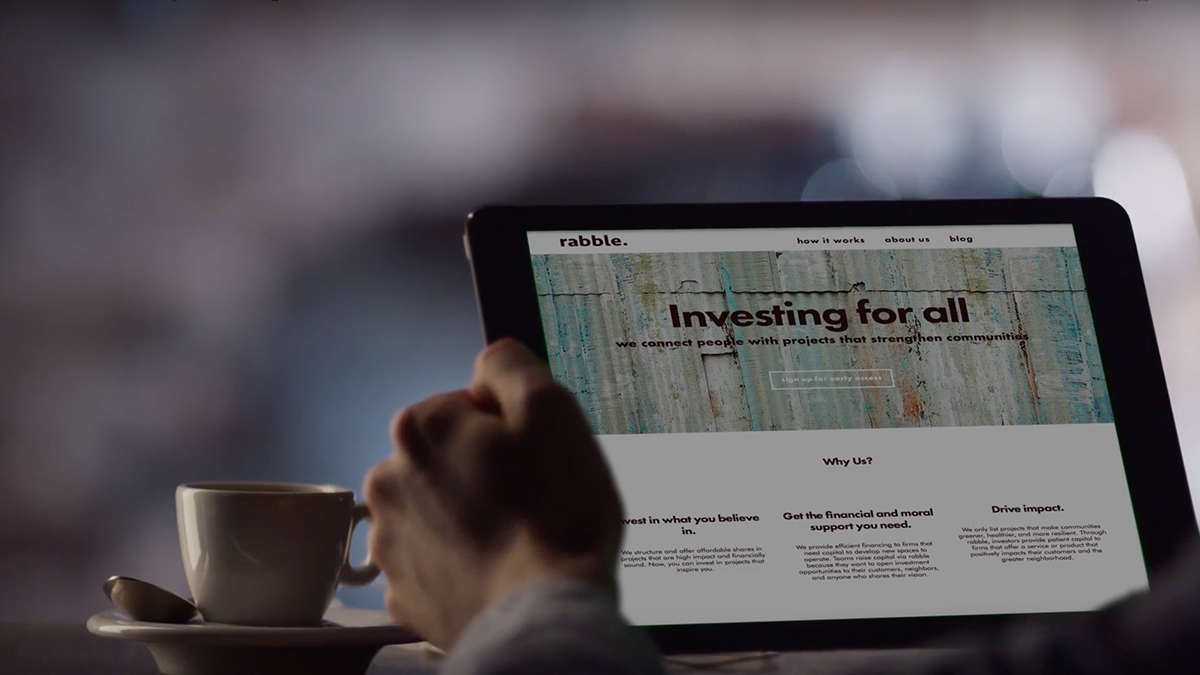 rabble.
how it works about us blog
Investing for all
we connect people with projects that strengthen communities
sign up for early access
Why Us?
vest in what you believe
in.
We structure and offer affordable shares in
projects that are high impact and financially
sound. Now, you can invest in projects that
inspire you.
Get the financial and moral
support you need.
We provide efficient financing to firms that
need capital to develop new spaces to
operate. Teams raise capital via rabble
because they want to open investment
opportunities to their customers, neighbors,
and anyone who shares their vision.
Drive impact.
We only list projects that make communities
greener, healthier, and more resilient. Through
rabble, investors provide patient capital to
firms that offer a service or product that
positively impacts their customers and the
greater neighborhood.